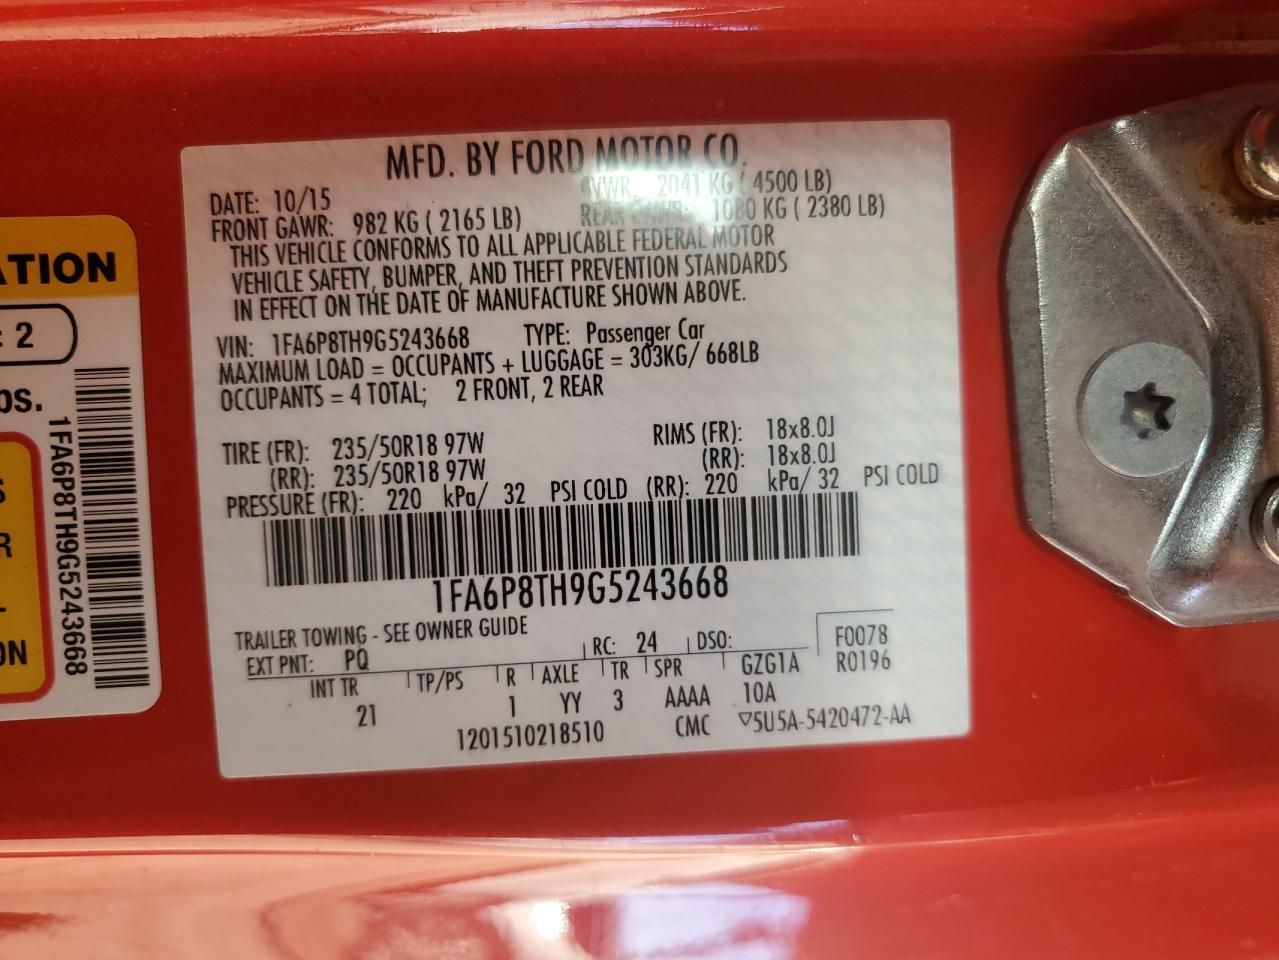 MFD. BY FORD MOTOR CO.
DATE: 10/15 GVWR: 2041 KG ( 4500 LB)
FRONT GAWR: 982 KG ( 2165 LB) REAR GAWR: 1080 KG ( 2380 LB)
THIS VEHICLE CONFORMS TO ALL APPLICABLE FEDERAL MOTOR
VEHICLE SAFETY, BUMPER, AND THEFT PREVENTION STANDARDS
IN EFFECT ON THE DATE OF MANUFACTURE SHOWN ABOVE.
VIN: 1FA6P8TH9G5243668 TYPE: Passenger Car
MAXIMUM LOAD = OCCUPANTS + LUGGAGE = 303KG/ 668LB
OCCUPANTS = 4 TOTAL; 2 FRONT, 2 REAR
TIRE (FR): 235/50R18 97W RIMS (FR): 18x8.0J
(RR): 235/50R18 97W (RR): 18x8.0J
PRESSURE (FR): 220 kPa/ 32 PSI COLD (RR): 220 kPa/ 32 PSI COLD
1FA6P8TH9G5243668
TRAILER TOWING - SEE OWNER GUIDE
EXT PNT: PQ RC: 24 DSO: F0078
INT TR TP/PS R AXLE TR SPR GZG1A R0196
21 1 YY 3 AAAA 10A
1201510218510 CMC ▽5U5A-5420472-AA
ATION
: 2
os.
S
R
L
ON
1FA6P8TH9G5243668